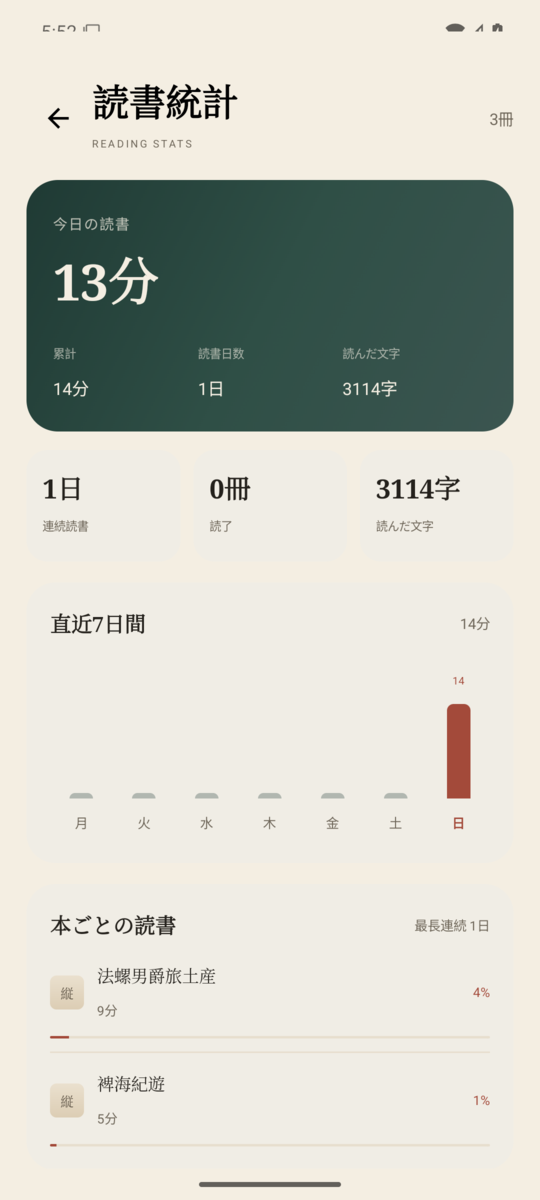 5:52
読書統計
READING STATS
3冊
今日の読書
13分
累計
読書日数
読んだ文字
14分
1日
3114字
1日
0冊
3114字
連続読書
読了
読んだ文字
直近7日間
14分
14
月
火
水
木
金
土
日
本ごとの読書
最長連続 1日
縦
法螺男爵旅土産
9分
4%
縦
裨海紀遊
5分
1%